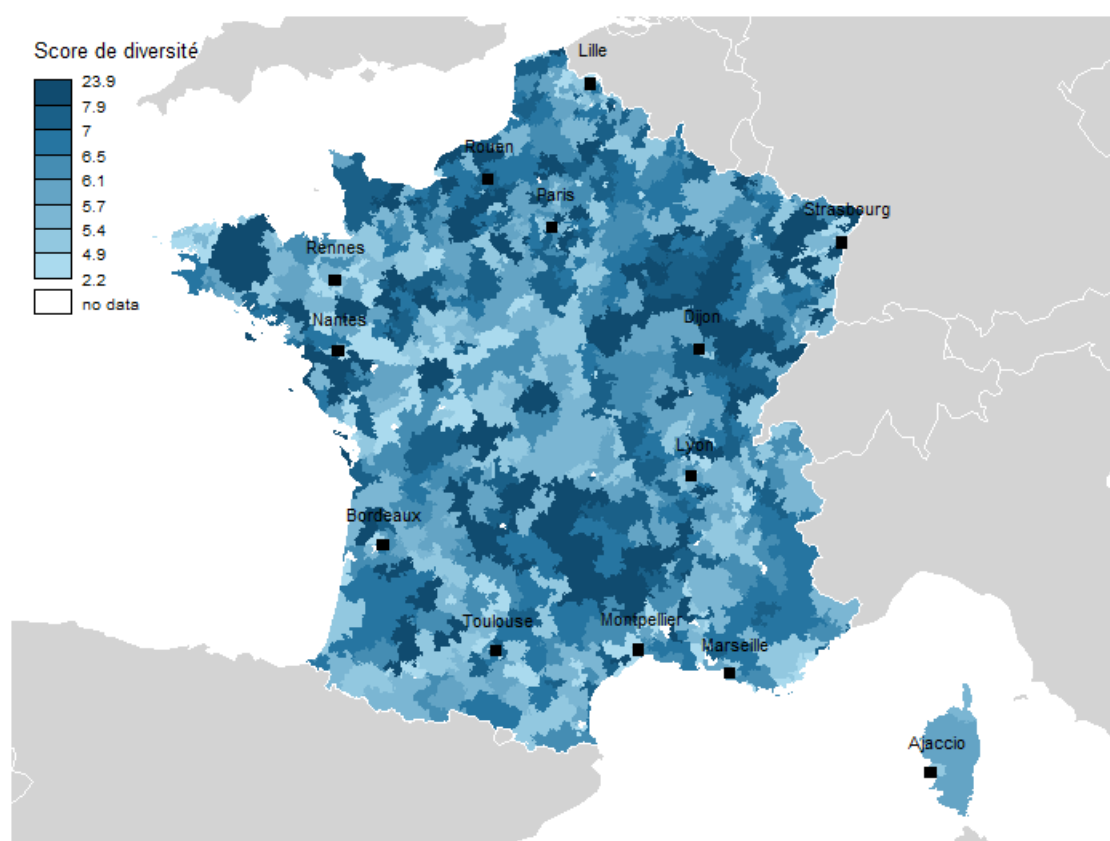 Score de diversité
23.9
7.9
7
6.5
6.1
5.7
5.4
4.9
2.2
no data
Lille
Rouen
Paris
Strasbourg
Rennes
Nantes
Dijon
Lyon
Bordeaux
Toulouse
Montpellier
Marseille
Ajaccio